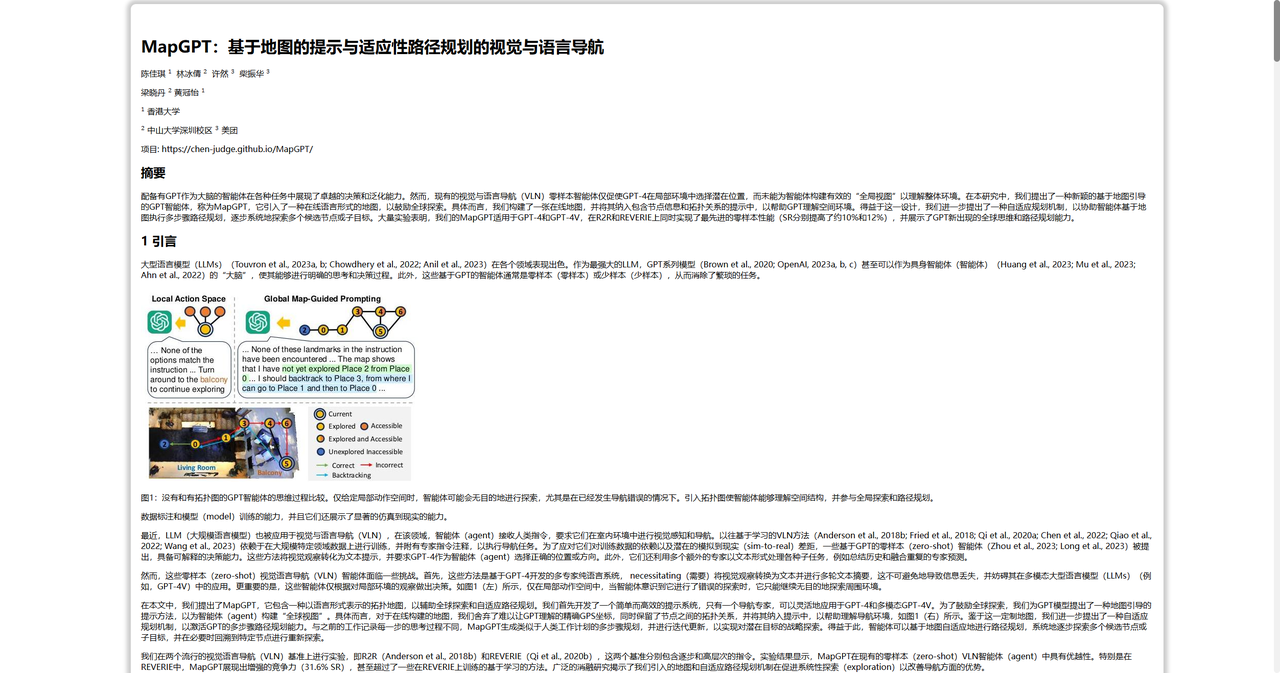 MapGPT：基于地图的提示与适应性路径规划的视觉与语言导航
陈佳琪 1 林冰倩 2 许然 3 柴振华 3
梁晓丹 2 黄冠怡 1
1 香港大学
2 中山大学深圳校区 3 美团
项目: https://chen-judge.github.io/MapGPT/
摘要
配备有GPT作为大脑的智能体在各种任务中展现了卓越的决策和泛化能力。然而，现有的视觉与语言导航（VLN）零样本智能体仅促使GPT-4在局部环境中选择潜在位置，而未能为智能体构建有效的“全局视图”以理解整体环境。在本研究中，我们提出了一种新颖的基于地图引导
的GPT智能体，称为MapGPT，它引入了一种在线语言形式的地图，以鼓励全球探索。具体而言，我们构建了一张在线地图，并将其纳入包含节点信息和拓扑关系的提示中，以帮助GPT理解空间环境。得益于这一设计，我们进一步提出了一种自适应规划机制，以协助智能体基于地
图执行多步骤路径规划，逐步系统地探索多个候选节点或子目标。大量实验表明，我们的MapGPT适用于GPT-4和GPT-4V，在R2R和REVERIE上同时实现了最先进的零样本性能（SR分别提高了约10%和12%），并展示了GPT新出现的全球思维和路径规划能力。
1 引言
大型语言模型（LLMs）（Touvron et al., 2023a, b; Chowdhery et al., 2022; Anil et al., 2023）在各个领域表现出色。作为最强大的LLM，GPT系列模型（Brown et al., 2020; OpenAI, 2023a, b, c）甚至可以作为具身智能体（智能体）（Huang et al., 2023; Mu et al., 2023;
Ahn et al., 2022）的“大脑”，使其能够进行明确的思考和决策过程。此外，这些基于GPT的智能体通常是零样本（零样本）或少样本（少样本），从而消除了繁琐的任务。
Local Action Space
Global Map-Guided Prompting
3 4 6
2 0 1 5
... None of the
options match the
instruction ... Turn
around to the balcony
to continue exploring
... None of these landmarks in the instruction
have been encountered ... The map shows
that I have not yet explored Place 2 from Place
0 ... I should backtrack to Place 3, from where I
can go to Place 1 and then to Place 0 ...
3 4 6
2 0 1
5
Living Room
Balcony
Current
Explored Accessible
Explored and Accessible
Unexplored Inaccessible
Correct Incorrect
Backtracking
图1：没有和有拓扑图的GPT智能体的思维过程比较。仅给定局部动作空间时，智能体可能会无目的地进行探索，尤其是在已经发生导航错误的情况下。引入拓扑图使智能体能够理解空间结构，并参与全局探索和路径规划。
数据标注和模型（model）训练的能力，并且它们还展示了显著的仿真到现实的能力。
最近，LLM（大规模语言模型）也被应用于视觉与语言导航（VLN），在该领域，智能体（agent）接收人类指令，要求它们在室内环境中进行视觉感知和导航。以往基于学习的VLN方法（Anderson et al., 2018b; Fried et al., 2018; Qi et al., 2020a; Chen et al., 2022; Qiao et al.,
2022; Wang et al., 2023）依赖于在大规模特定领域数据上进行训练，并附有专家指令注释，以执行导航任务。为了应对它们对训练数据的依赖以及潜在的模拟到现实（sim-to-real）差距，一些基于GPT的零样本（zero-shot）智能体（Zhou et al., 2023; Long et al., 2023）被提
出，具备可解释的决策能力。这些方法将视觉观察转化为文本提示，并要求GPT-4作为智能体（agent）选择正确的位置或方向。此外，它们还利用多个额外的专家以文本形式处理各种子任务，例如总结历史和融合重复的专家预测。
然而，这些零样本（zero-shot）视觉语言导航（VLN）智能体面临一些挑战。首先，这些方法是基于GPT-4开发的多专家纯语言系统， necessitating（需要）将视觉观察转换为文本并进行多轮文本摘要，这不可避免地导致信息丢失，并妨碍其在多模态大型语言模型（LLMs）（例
如，GPT-4V）中的应用。更重要的是，这些智能体仅根据对局部环境的观察做出决策。如图1（左）所示，仅在局部动作空间中，当智能体意识到它已进行了错误的探索时，它只能继续无目的地探索周围环境。
在本文中，我们提出了MapGPT，它包含一种以语言形式表示的拓扑地图，以辅助全球探索和自适应路径规划。我们首先开发了一个简单而高效的提示系统，只有一个导航专家，可以灵活地应用于GPT-4和多模态GPT-4V。为了鼓励全球探索，我们为GPT模型提出了一种地图引导的
提示方法，以为智能体（agent）构建“全球视图”。具体而言，对于在线构建的地图，我们舍弃了难以让GPT理解的精确GPS坐标，同时保留了节点之间的拓扑关系，并将其纳入提示中，以帮助理解导航环境，如图1（右）所示。鉴于这一定制地图，我们进一步提出了一种自适应
规划机制，以激活GPT的多步骤路径规划能力。与之前的工作记录每一步的思考过程不同，MapGPT生成类似于人类工作计划的多步骤规划，并进行迭代更新，以实现对潜在目标的战略探索。得益于此，智能体可以基于地图自适应地进行路径规划，系统地逐步探索多个候选节点或
子目标，并在必要时回溯到特定节点进行重新探索。
我们在两个流行的视觉语言导航（VLN）基准上进行实验，即R2R（Anderson et al., 2018b）和REVERIE（Qi et al., 2020b），这两个基准分别包含逐步和高层次的指令。实验结果显示，MapGPT在现有的零样本（zero-shot）VLN智能体（agent）中具有优越性。特别是在
REVERIE中，MapGPT展现出增强的竞争力（31.6% SR），甚至超过了一些在REVERIE上训练的基于学习的方法。广泛的消融研究揭示了我们引入的地图和自适应路径规划机制在促进系统性探索（exploration）以改善导航方面的优势。